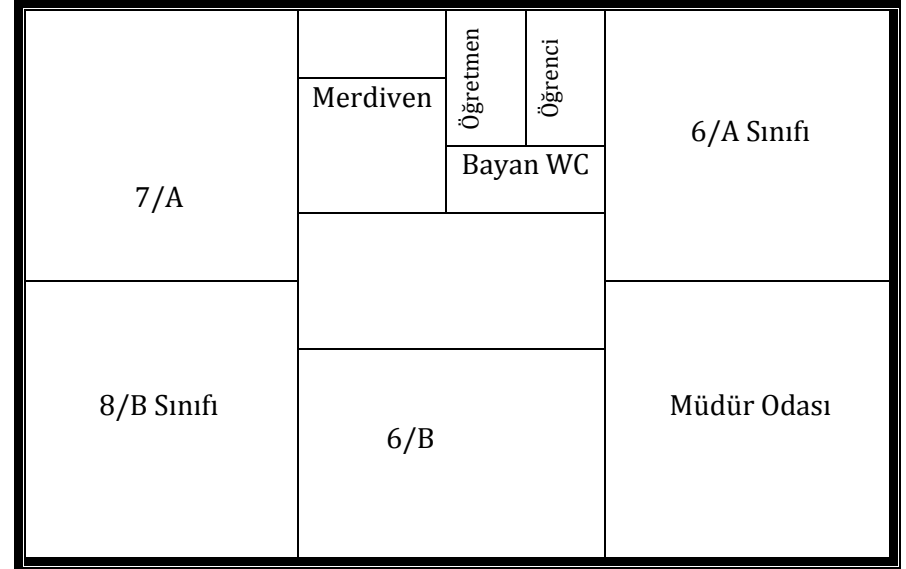 7/A
Merdiven
Öğretmen
Öğrenci
Bayan WC
6/A Sınıfı
8/B Sınıfı
6/B
Müdür Odası